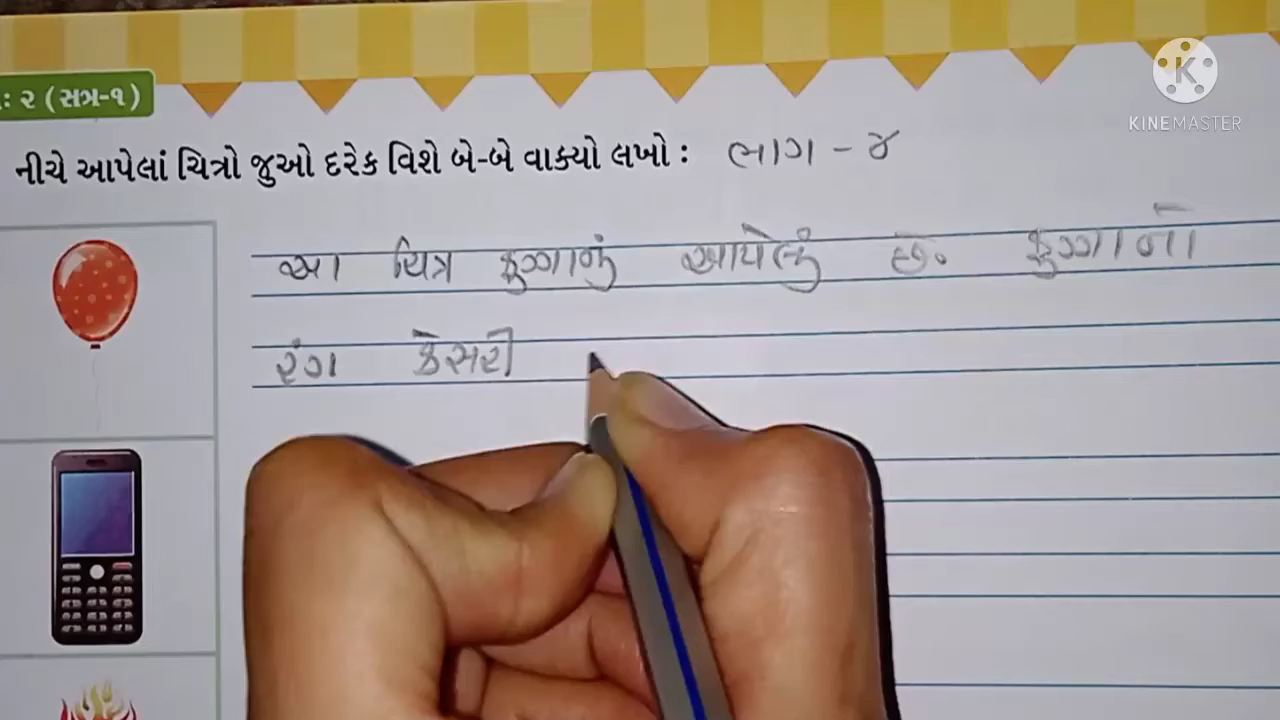 : ૨ (સત્ર-૧)
KINEMASTER
નીચે આપેલાં ચિત્રો જુઓ દરેક વિશે બે-બે વાક્યો લખો : ભાગ - ૪
આ ચિત્ર ફુગ્ગાનું આપેલું છે. ફુગ્ગાનો
રંગ કેસરી